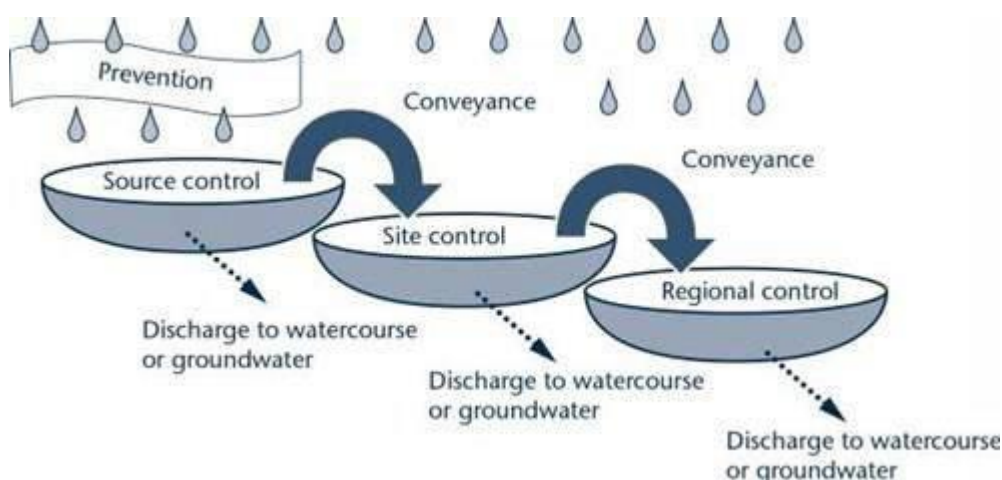 Prevention
Conveyance
Conveyance
Source control
Site control
Regional control
Discharge to watercourse
or groundwater
Discharge to watercourse
or groundwater
Discharge to watercourse
or groundwater